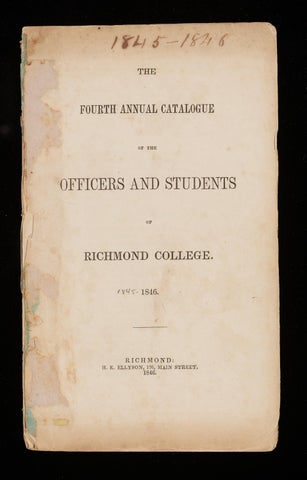 1845-1846
THE
FOURTH ANNUAL CATALOGUE
OF THE
OFFICERS AND STUDENTS
OF
RICHMOND COLLEGE.
1845- 1846.
RICHMOND:
H. K. ELLYSON, MAIN STREET,
1846.